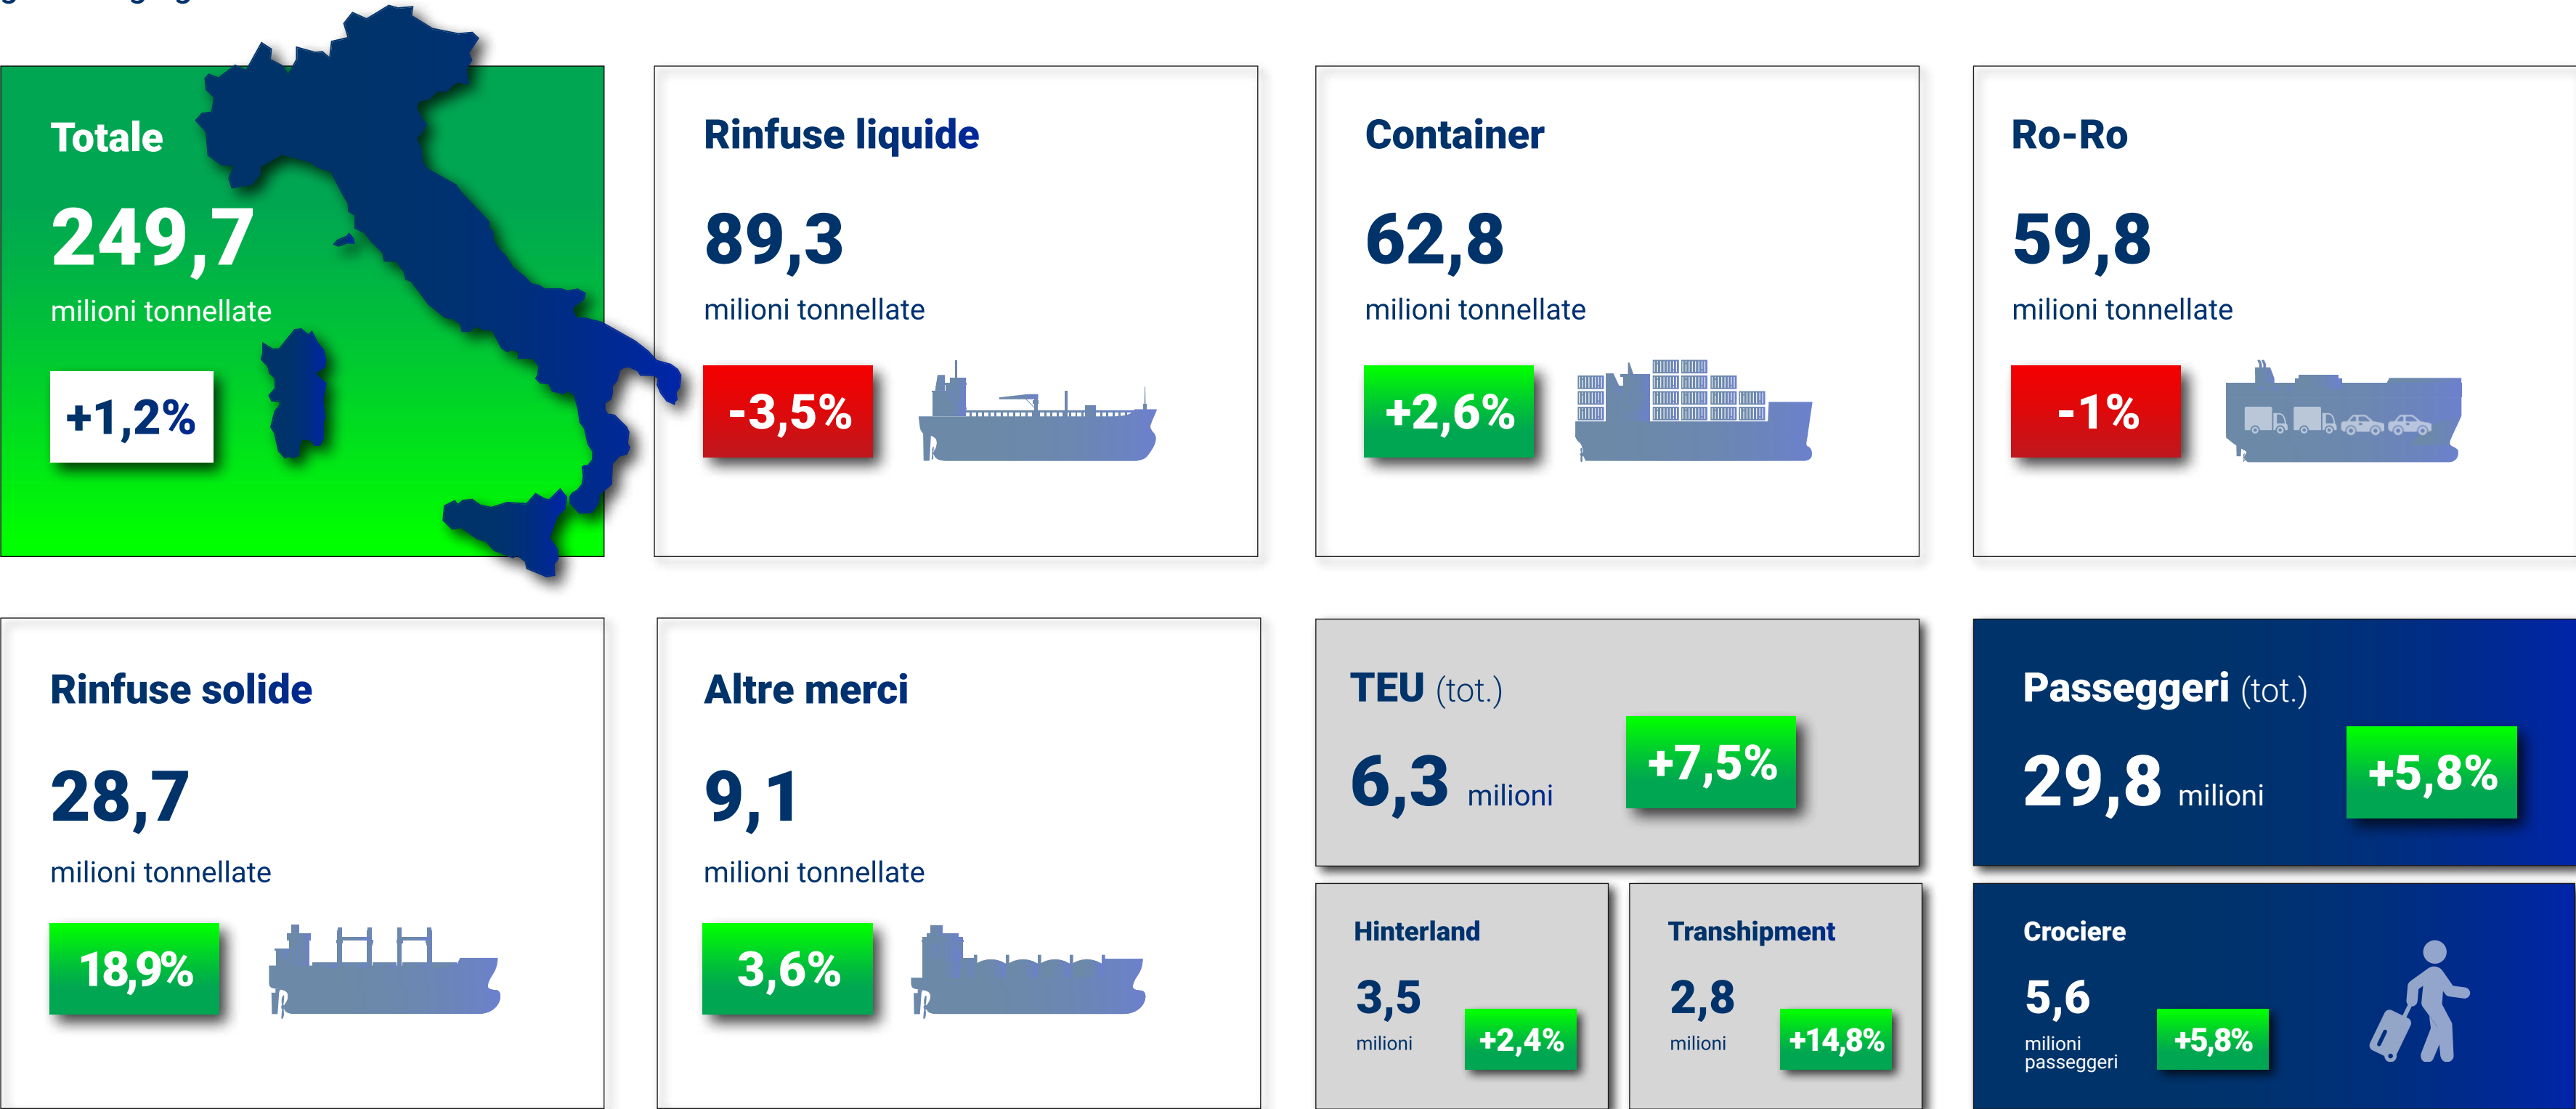 Totale
249,7
milioni tonnellate
+1,2%
Rinfuse liquide
89,3
milioni tonnellate
-3,5%
Container
62,8
milioni tonnellate
+2,6%
Ro-Ro
59,8
milioni tonnellate
-1%
Rinfuse solide
28,7
milioni tonnellate
18,9%
Altre merci
9,1
milioni tonnellate
3,6%
TEU (tot.)
6,3 milioni
+7,5%
Hinterland
3,5
milioni
+2,4%
Transhipment
2,8
milioni
+14,8%
Passeggeri (tot.)
29,8 milioni
+5,8%
Crociere
5,6
milioni
passeggeri
+5,8%